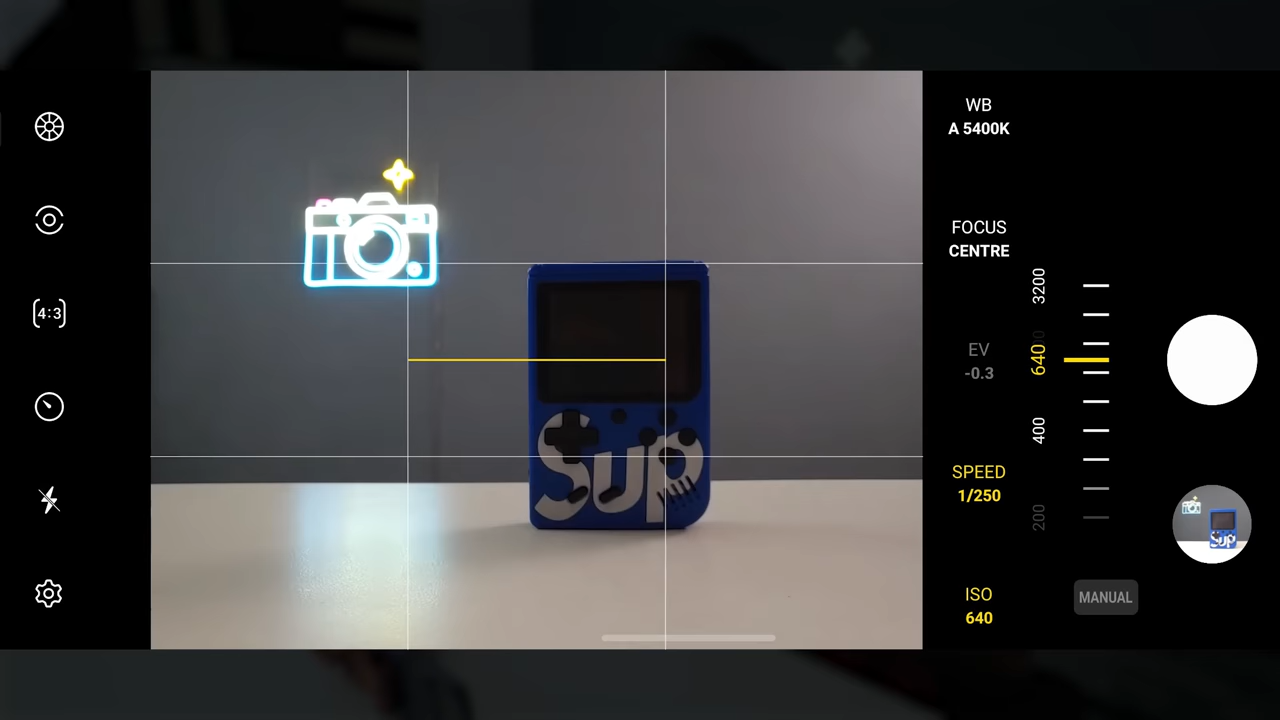 4:3
Sup
WB
A 5400K
FOCUS
CENTRE
EV
-0.3
SPEED
1/250
ISO
640
3200
640
400
200
MANUAL
Sup